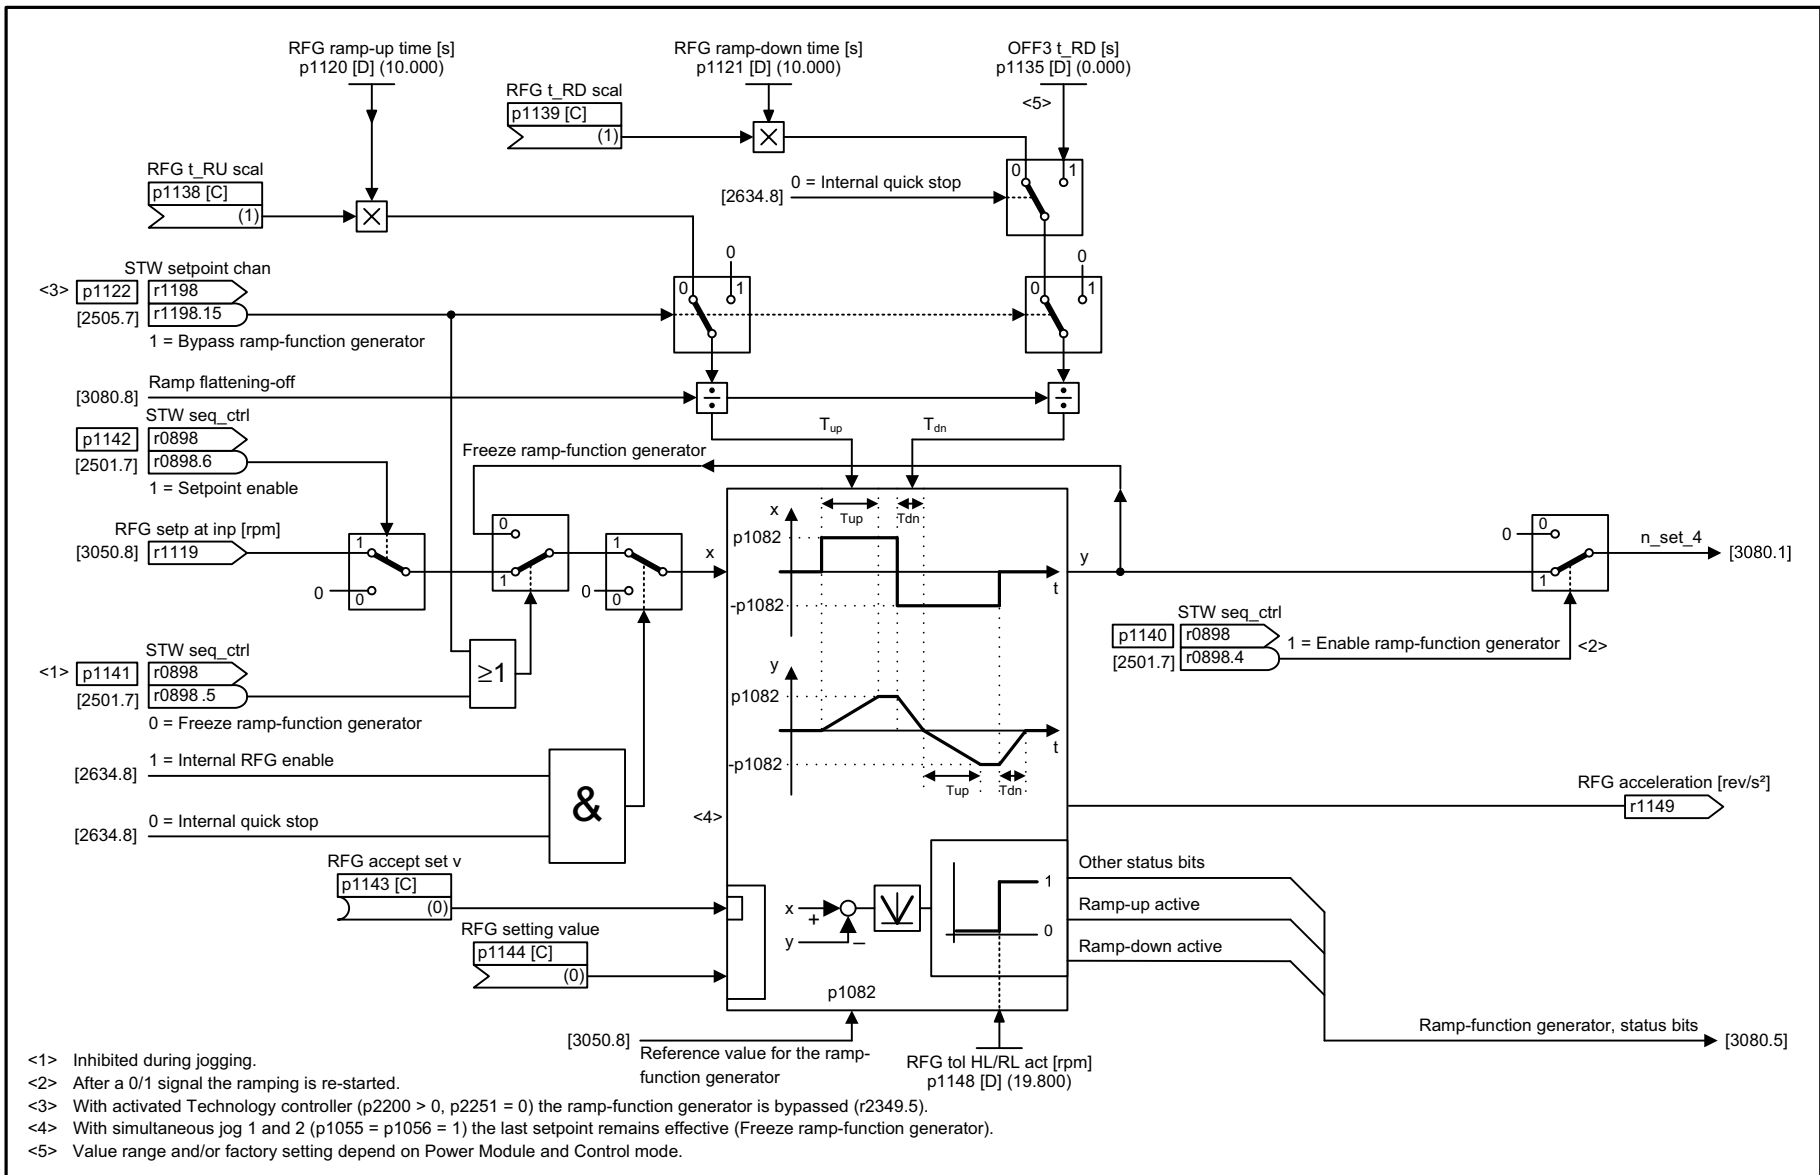 RFG ramp-up time [s]
p1120 [D] (10.000)
RFG ramp-down time [s]
p1121 [D] (10.000)
OFF3 t_RD [s]
p1135 [D] (0.000)
<5>
RFG t_RD scal
p1139 [C]
(1)
RFG t_RU scal
p1138 [C]
(1)
[2634.8]
0 = Internal quick stop
0
1
STW setpoint chan
<3>
p1122
r1198
[2505.7]
r1198.15
1 = Bypass ramp-function generator
0
0
1
0
0
1
Ramp flattening-off
[3080.8]
STW seq_ctrl
p1142
r0898
[2501.7]
r0898.6
1 = Setpoint enable
Tup
Tdn
Freeze ramp-function generator
RFG setp at inp [rpm]
[3050.8]
r1119
1
0
0
0
1
1
0
0
x
x
Tup
Tdn
p1082
-p1082
t
y
0
0
1
n_set_4
[3080.1]
STW seq_ctrl
p1140
r0898
[2501.7]
r0898.4
1 = Enable ramp-function generator
<2>
STW seq_ctrl
<1>
p1141
r0898
[2501.7]
r0898 .5
0 = Freeze ramp-function generator
≥1
y
p1082
-p1082
t
Tup
Tdn
[2634.8]
1 = Internal RFG enable
[2634.8]
0 = Internal quick stop
&
<4>
RFG acceleration [rev/s²]
r1149
RFG accept set v
p1143 [C]
(0)
RFG setting value
p1144 [C]
(0)
x
+
y
–
1
0
p1082
Other status bits
Ramp-up active
Ramp-down active
Ramp-function generator, status bits
[3080.5]
[3050.8]
Reference value for the ramp-
function generator
RFG tol HL/RL act [rpm]
p1148 [D] (19.800)
<1> Inhibited during jogging.
<2> After a 0/1 signal the ramping is re-started.
<3> With activated Technology controller (p2200 > 0, p2251 = 0) the ramp-function generator is bypassed (r2349.5).
<4> With simultaneous jog 1 and 2 (p1055 = p1056 = 1) the last setpoint remains effective (Freeze ramp-function generator).
<5> Value range and/or factory setting depend on Power Module and Control mode.